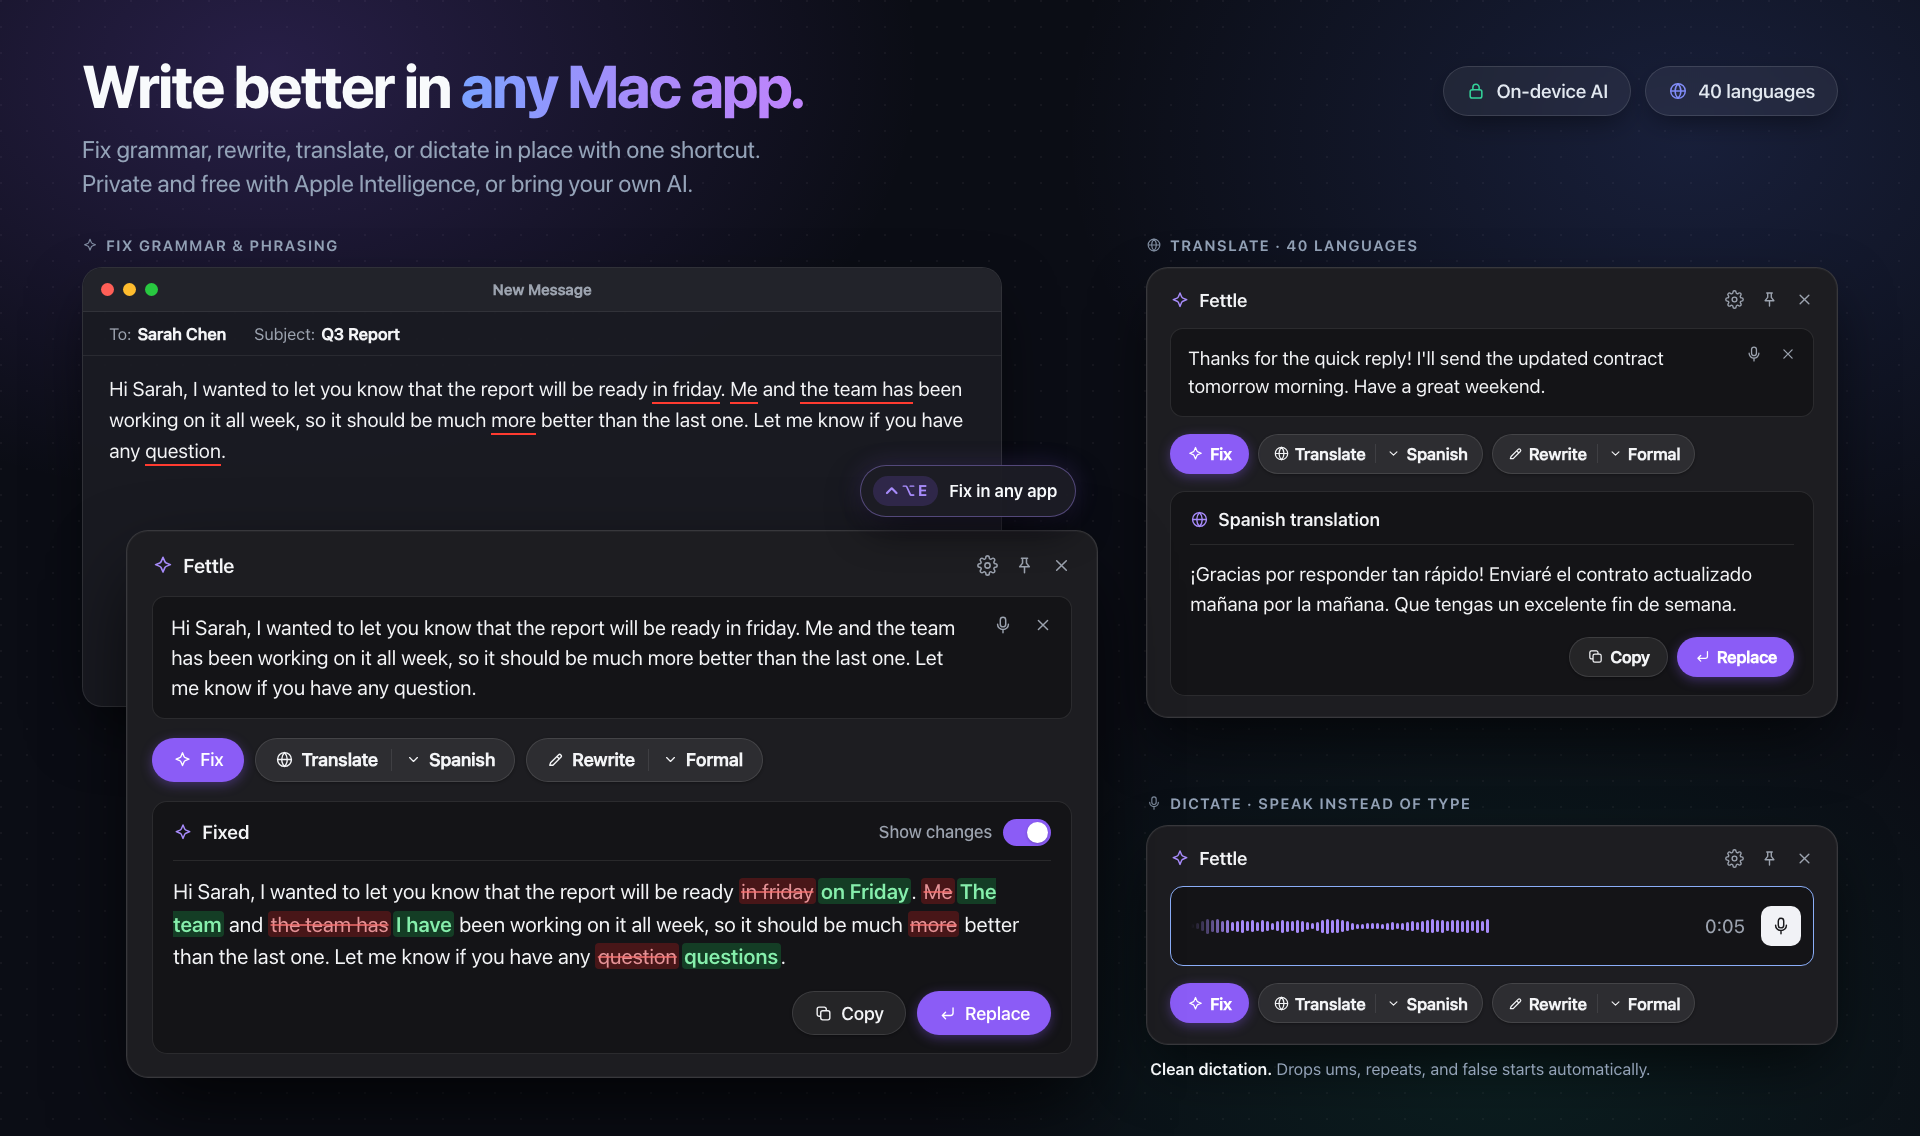 Write better in any Mac app.
Fix grammar, rewrite, translate, or dictate in place with one shortcut.
Private and free with Apple Intelligence, or bring your own AI.
On-device AI
40 languages
FIX GRAMMAR & PHRASING
New Message
To: Sarah Chen Subject: Q3 Report
Hi Sarah, I wanted to let you know that the report will be ready in friday. Me and the team has been
working on it all week, so it should be much more better than the last one. Let me know if you have
any question.
⌃⌥E Fix in any app
Fettle
Hi Sarah, I wanted to let you know that the report will be ready in friday. Me and the team
has been working on it all week, so it should be much more better than the last one. Let
me know if you have any question.
Fix Translate Spanish Rewrite Formal
Fixed Show changes
Hi Sarah, I wanted to let you know that the report will be ready in friday on Friday. Me The
team and the team has I have been working on it all week, so it should be much more better
than the last one. Let me know if you have any question questions.
Copy Replace
TRANSLATE · 40 LANGUAGES
Fettle
Thanks for the quick reply! I'll send the updated contract
tomorrow morning. Have a great weekend.
Fix Translate Spanish Rewrite Formal
Spanish translation
¡Gracias por responder tan rápido! Enviaré el contrato actualizado
mañana por la mañana. Que tengas un excelente fin de semana.
Copy Replace
DICTATE · SPEAK INSTEAD OF TYPE
Fettle
0:05
Fix Translate Spanish Rewrite Formal
Clean dictation. Drops ums, repeats, and false starts automatically.